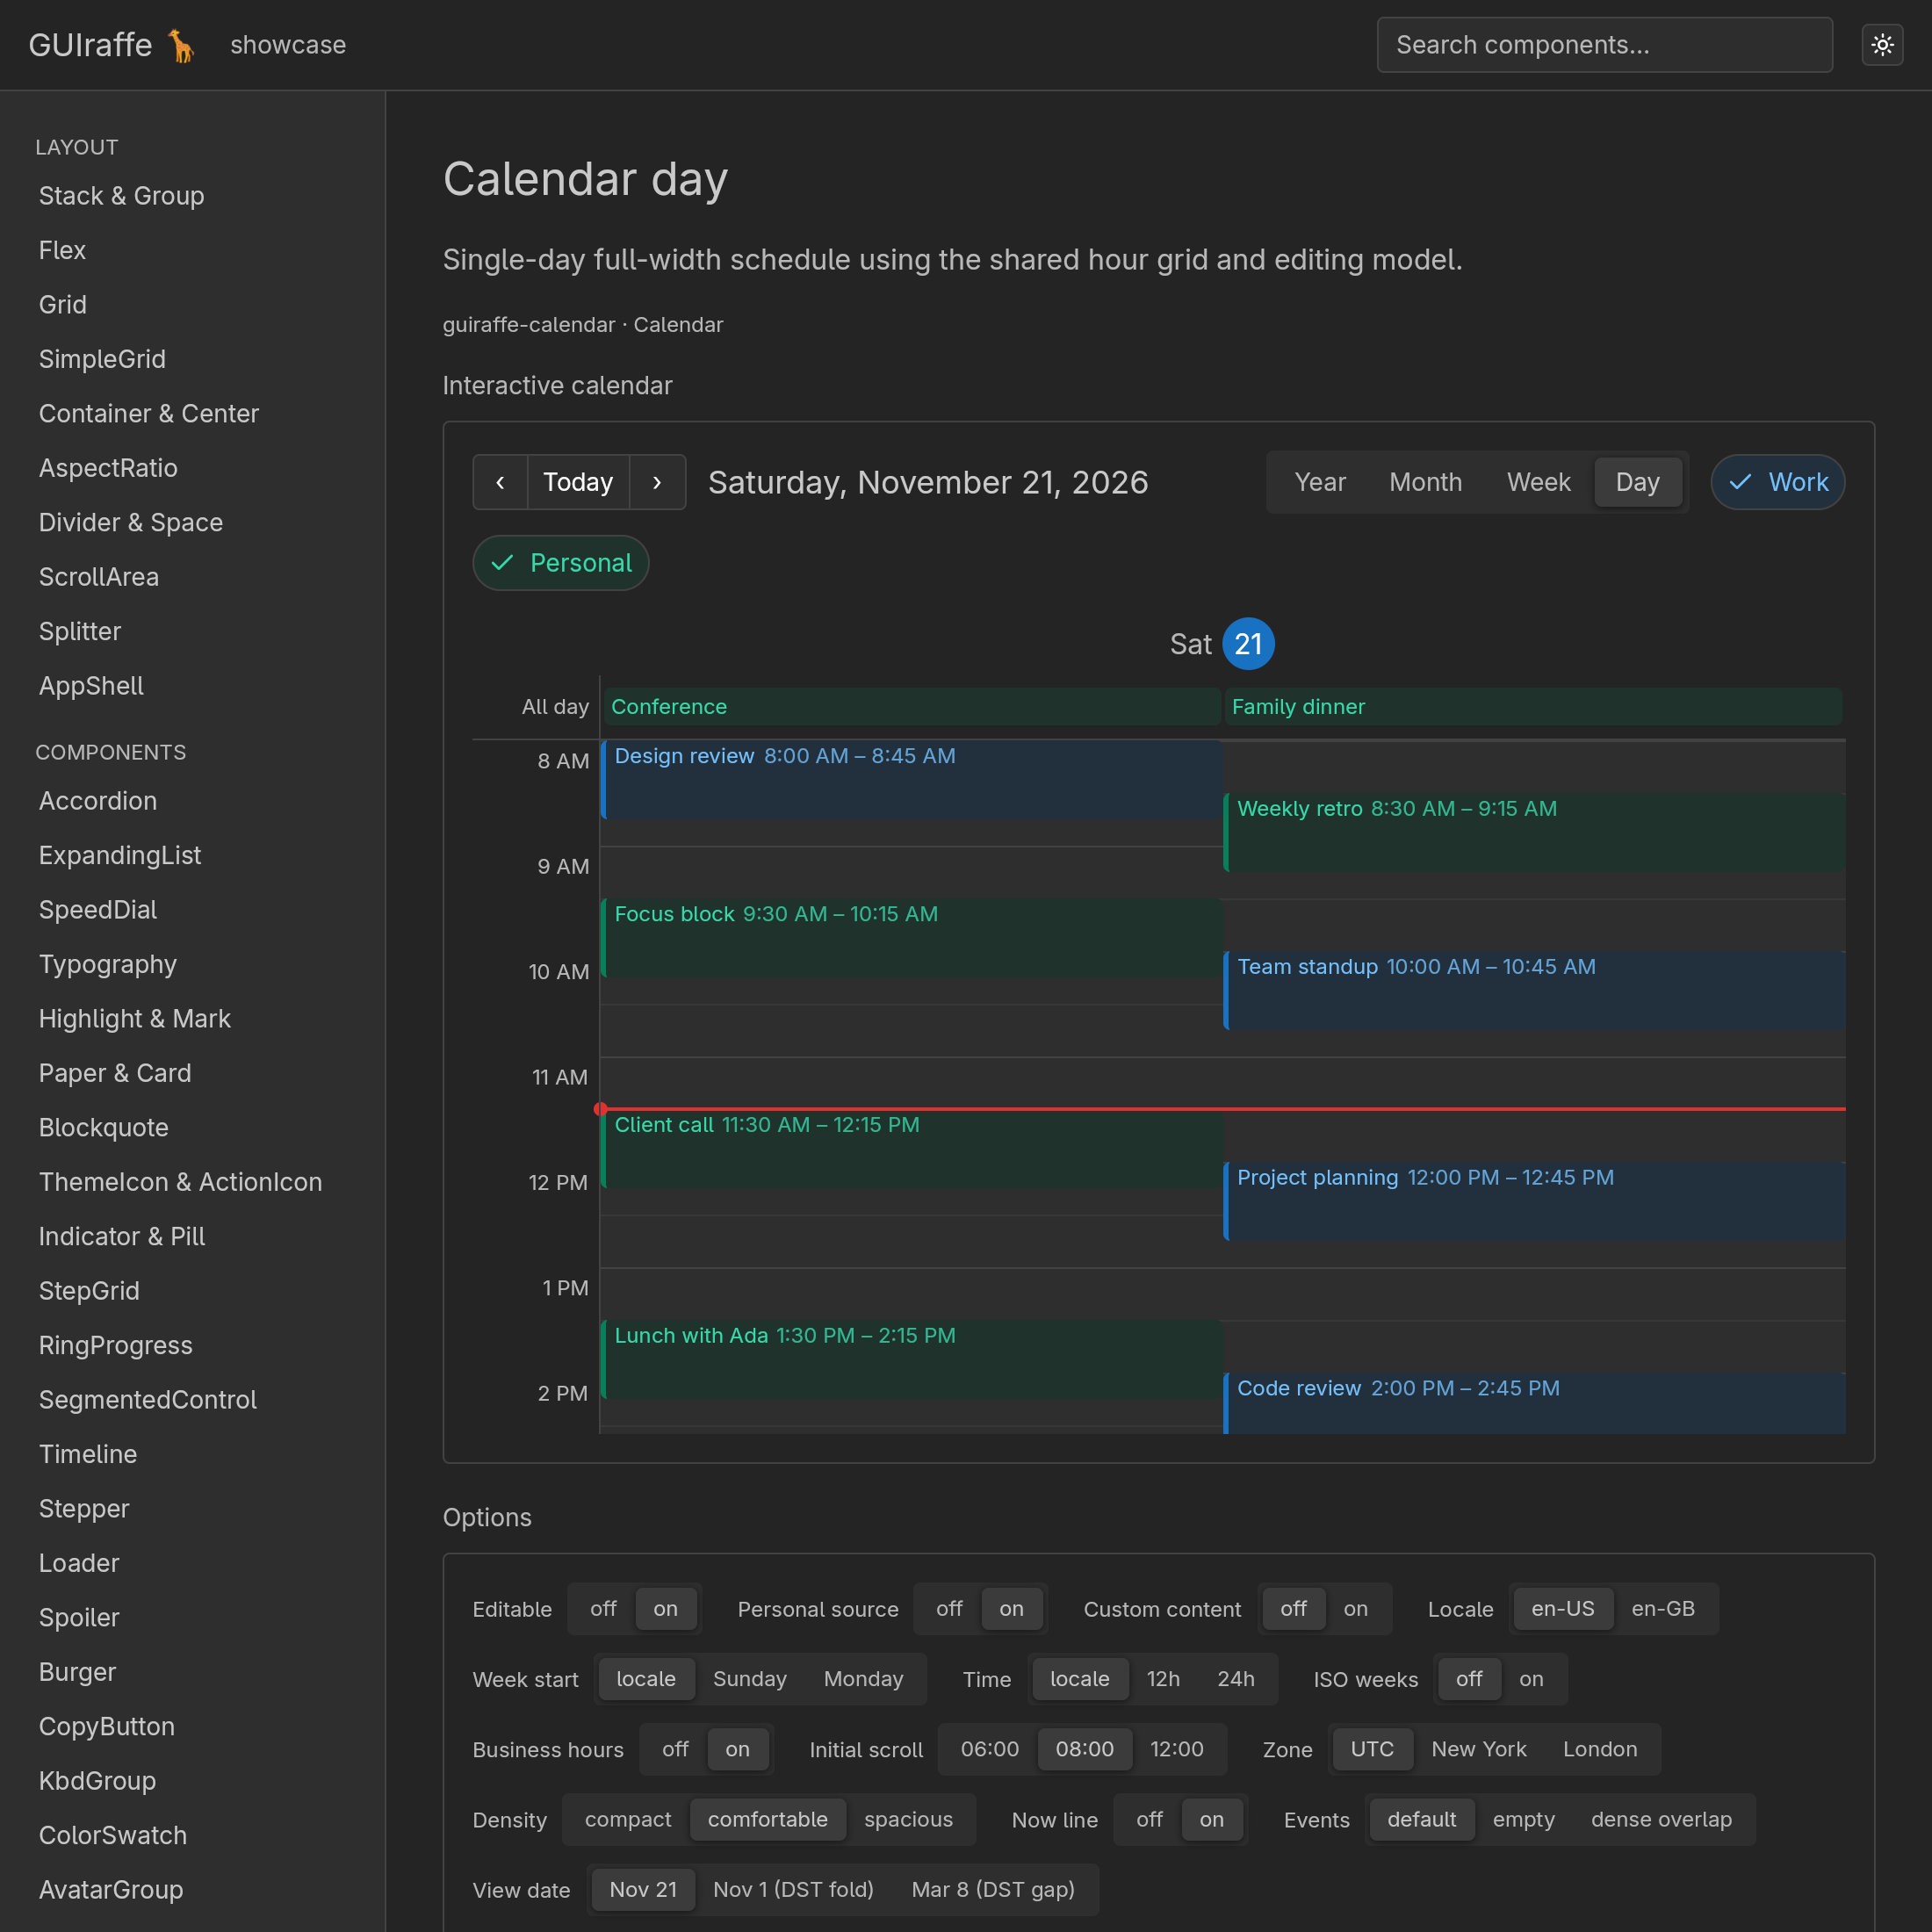 GUIraffe showcase
Search components...
LAYOUT
Stack & Group
Flex
Grid
SimpleGrid
Container & Center
AspectRatio
Divider & Space
ScrollArea
Splitter
AppShell
COMPONENTS
Accordion
ExpandingList
SpeedDial
Typography
Highlight & Mark
Paper & Card
Blockquote
ThemeIcon & ActionIcon
Indicator & Pill
StepGrid
RingProgress
SegmentedControl
Timeline
Stepper
Loader
Spoiler
Burger
CopyButton
KbdGroup
ColorSwatch
AvatarGroup
Calendar day
Single-day full-width schedule using the shared hour grid and editing model.
guiraffe-calendar · Calendar
Interactive calendar
‹ Today › Saturday, November 21, 2026 Year Month Week Day Work
Personal
Sat 21
All day Conference Family dinner
8 AM Design review 8:00 AM – 8:45 AM
Weekly retro 8:30 AM – 9:15 AM
9 AM
Focus block 9:30 AM – 10:15 AM
10 AM Team standup 10:00 AM – 10:45 AM
11 AM
Client call 11:30 AM – 12:15 PM
12 PM Project planning 12:00 PM – 12:45 PM
1 PM
Lunch with Ada 1:30 PM – 2:15 PM
2 PM Code review 2:00 PM – 2:45 PM
Options
Editable off on Personal source off on Custom content off on Locale en-US en-GB
Week start locale Sunday Monday Time locale 12h 24h ISO weeks off on
Business hours off on Initial scroll 06:00 08:00 12:00 Zone UTC New York London
Density compact comfortable spacious Now line off on Events default empty dense overlap
View date Nov 21 Nov 1 (DST fold) Mar 8 (DST gap)